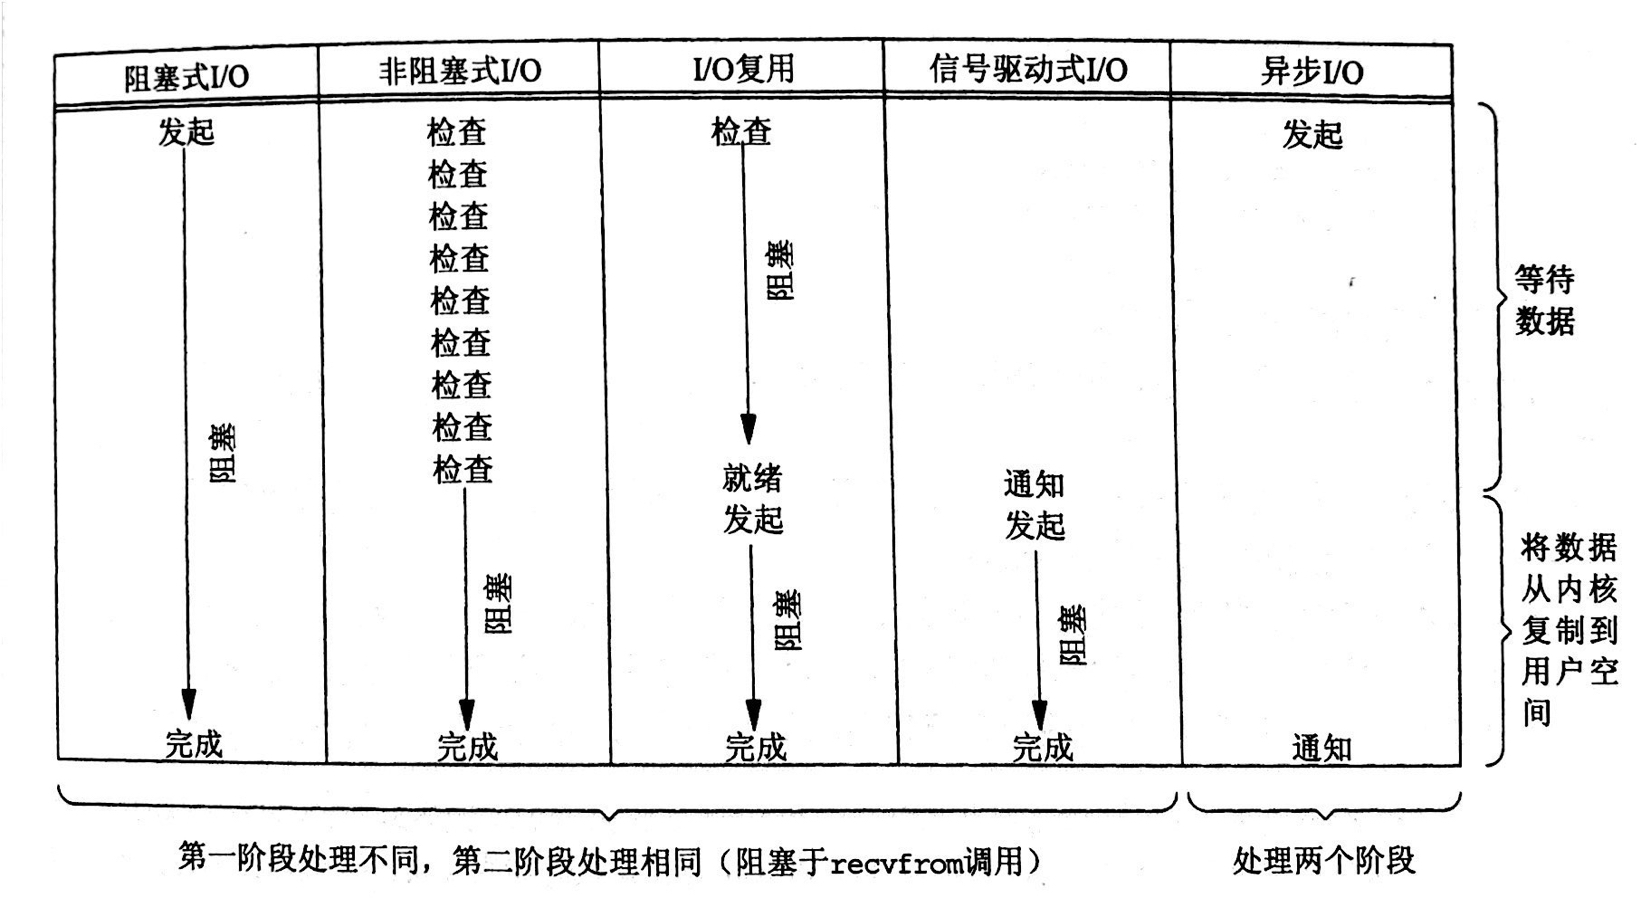 阻塞式I/O
非阻塞式I/O
I/O复用
信号驱动式I/O
异步I/O
发起
阻塞
完成
检查
检查
检查
检查
检查
检查
检查
检查
检查
阻塞
完成
检查
阻塞
就绪
发起
阻塞
完成
通知
发起
阻塞
完成
发起
通知
等待
数据
将数据
从内核
复制到
用户空
间
第一阶段处理不同，第二阶段处理相同（阻塞于recvfrom调用）
处理两个阶段